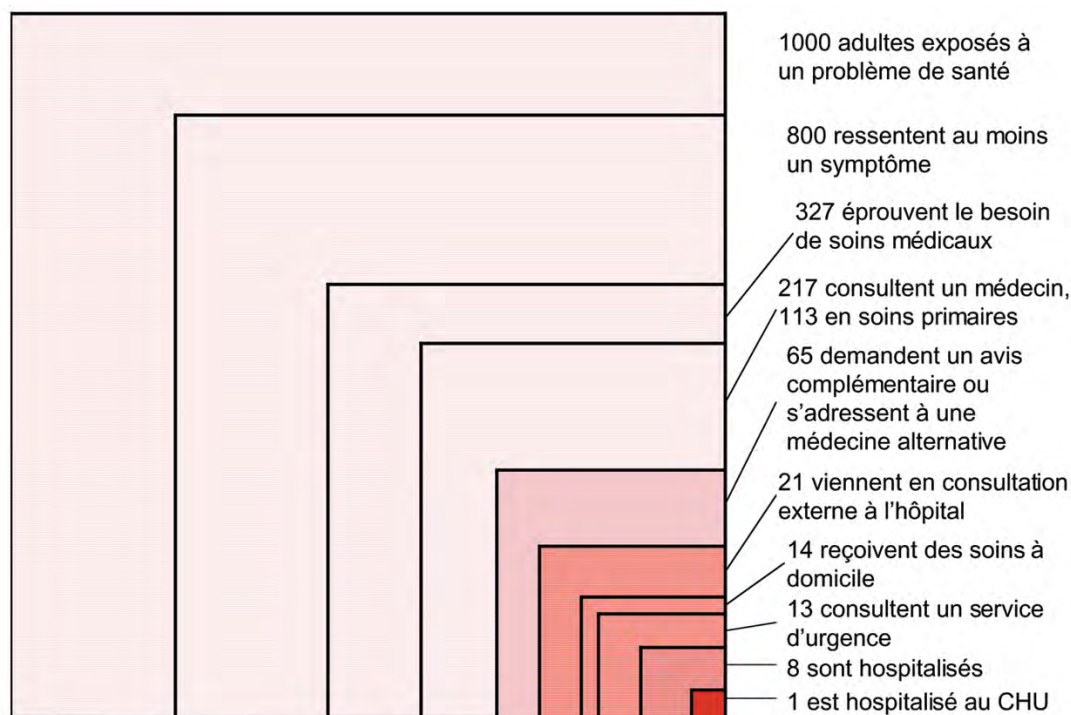 1000 adultes exposés à
un problème de santé
800 ressentent au moins
un symptôme
327 éprouvent le besoin
de soins médicaux
217 consultent un médecin,
113 en soins primaires
65 demandent un avis
complémentaire ou
s’adressent à une
médecine alternative
21 viennent en consultation
externe à l’hôpital
14 reçoivent des soins à
domicile
13 consultent un service
d’urgence
8 sont hospitalisés
1 est hospitalisé au CHU